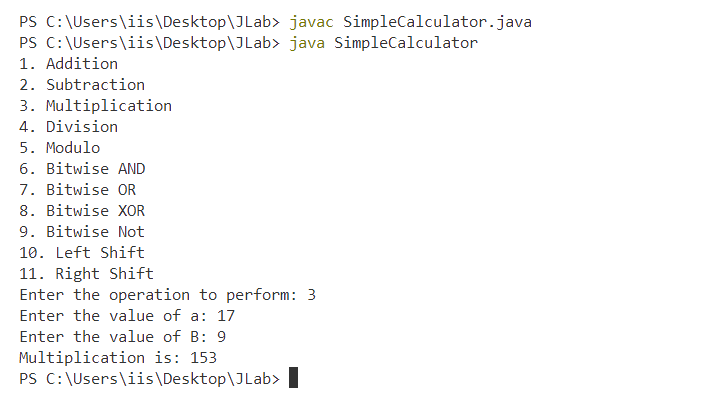 PS C:\Users\iis\Desktop\JLab> javac SimpleCalculator.java
PS C:\Users\iis\Desktop\JLab> java SimpleCalculator
1. Addition
2. Subtraction
3. Multiplication
4. Division
5. Modulo
6. Bitwise AND
7. Bitwise OR
8. Bitwise XOR
9. Bitwise Not
10. Left Shift
11. Right Shift
Enter the operation to perform: 3
Enter the value of a: 17
Enter the value of B: 9
Multiplication is: 153
PS C:\Users\iis\Desktop\JLab>